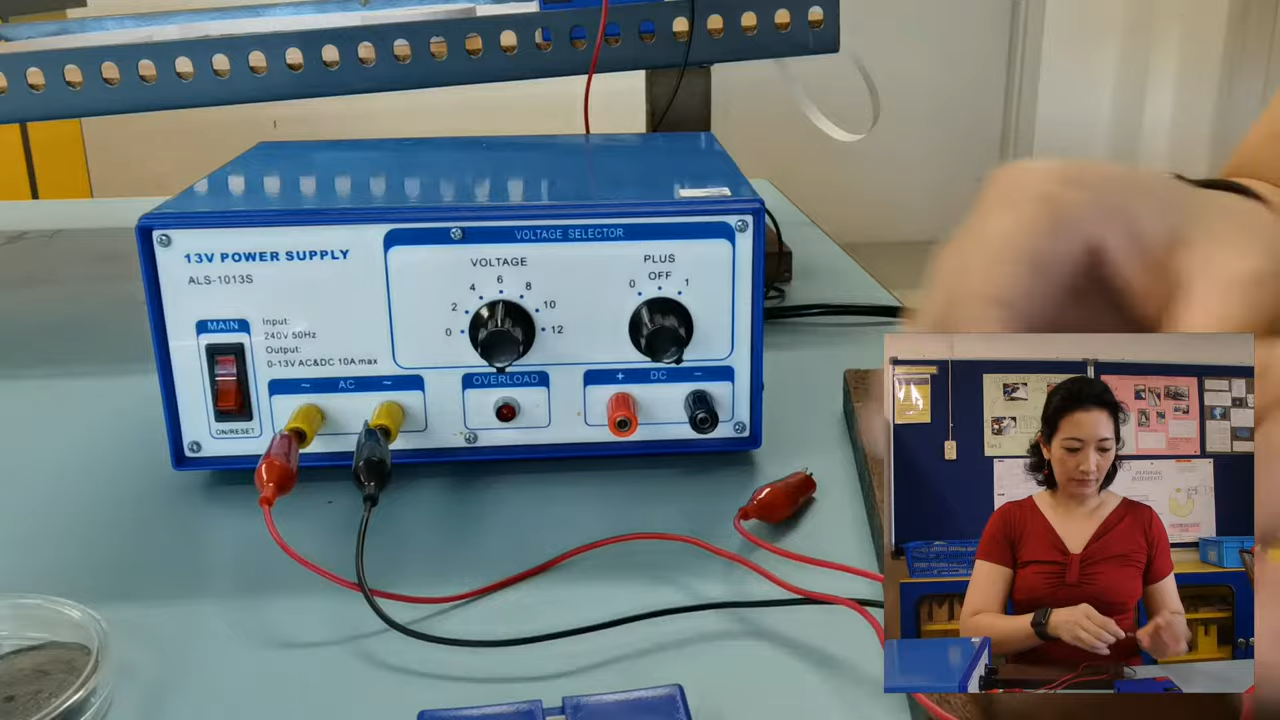 VOLTAGE SELECTOR
13V POWER SUPPLY
ALS-1013S
VOLTAGE
0 2 4 6 8 10 12
PLUS
OFF
0 1
MAIN
Input:
240V 50Hz
Output:
0-13V AC&DC 10A max
ON/RESET
~ AC ~
OVERLOAD
+ DC -